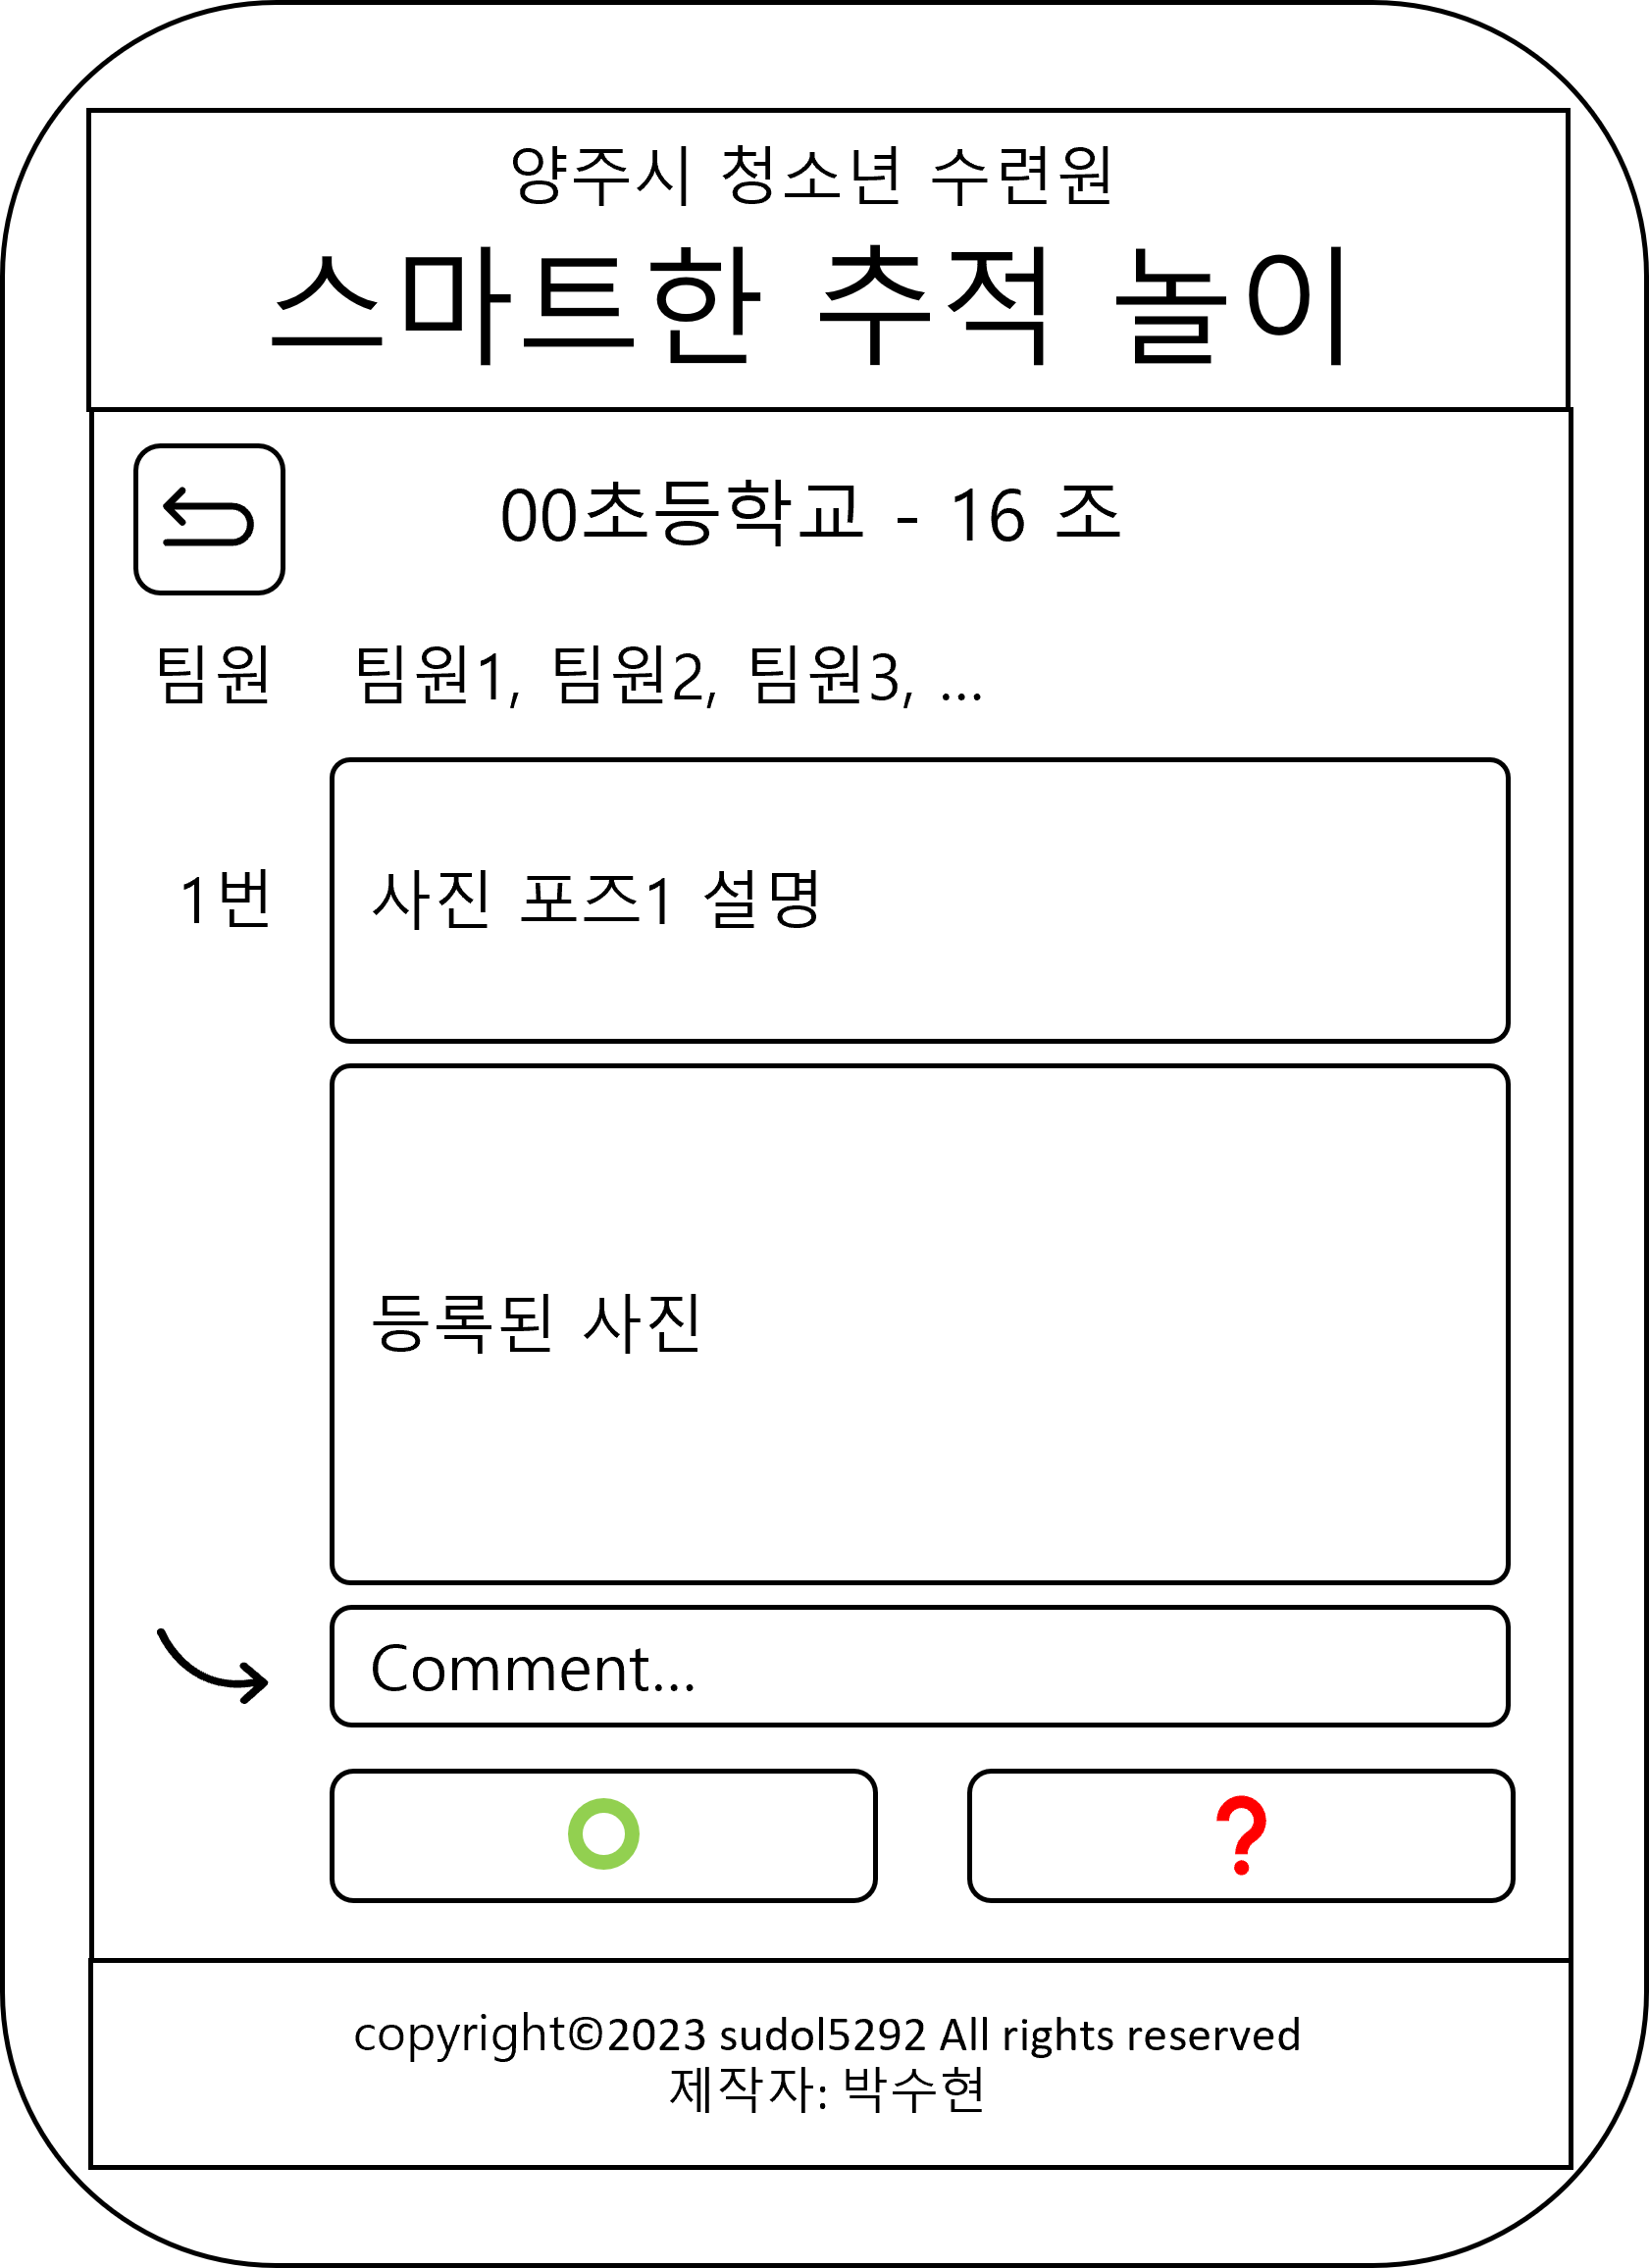 양주시 청소년 수련원
스마트한 추적 놀이
00초등학교 - 16 조
팀원 팀원1, 팀원2, 팀원3, ...
1번 사진 포즈1 설명
등록된 사진
Comment...
?
copyright©2023 sudol5292 All rights reserved
제작자: 박수현